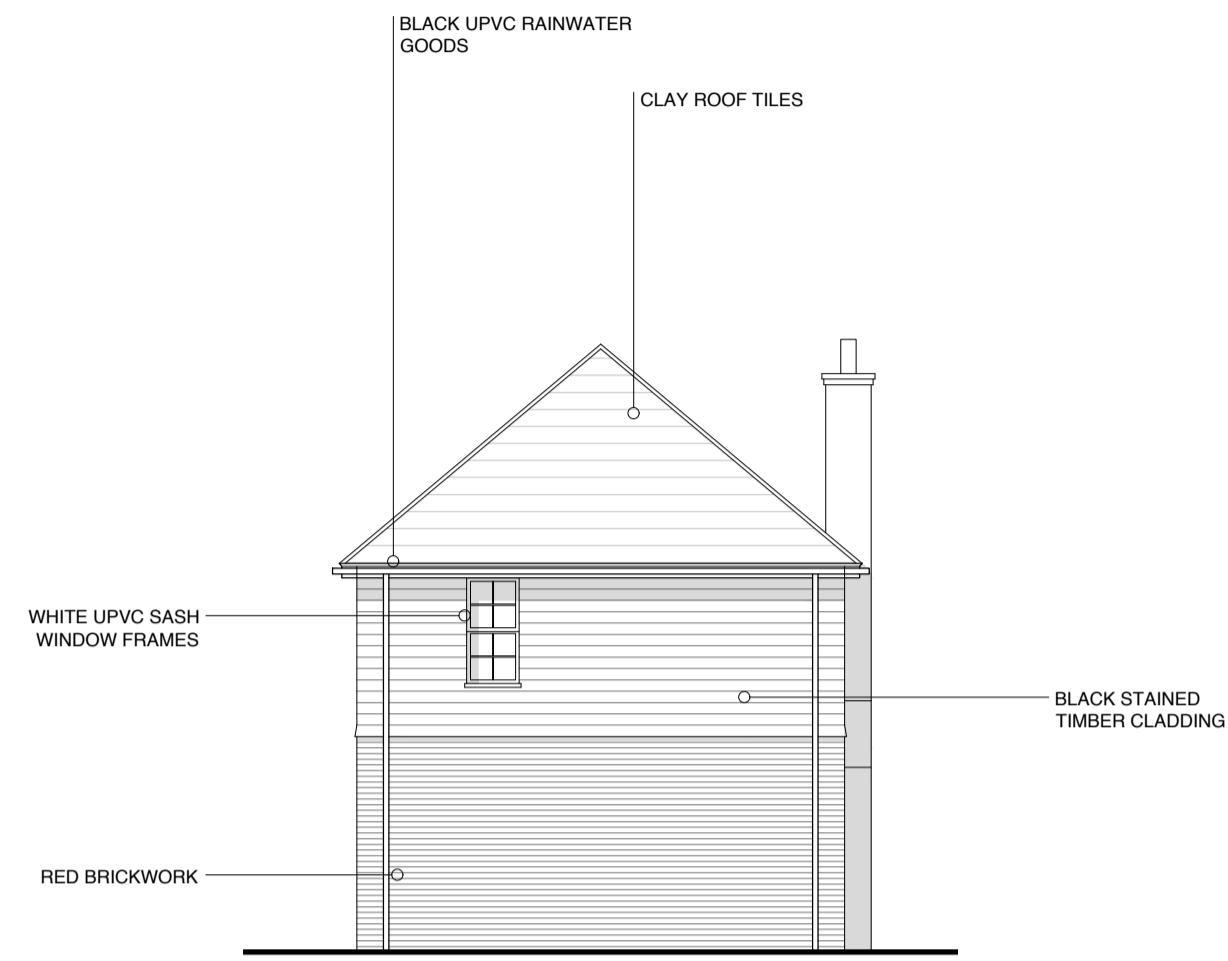 BLACK UPVC RAINWATER
GOODS
CLAY ROOF TILES
WHITE UPVC SASH
WINDOW FRAMES
BLACK STAINED
TIMBER CLADDING
RED BRICKWORK